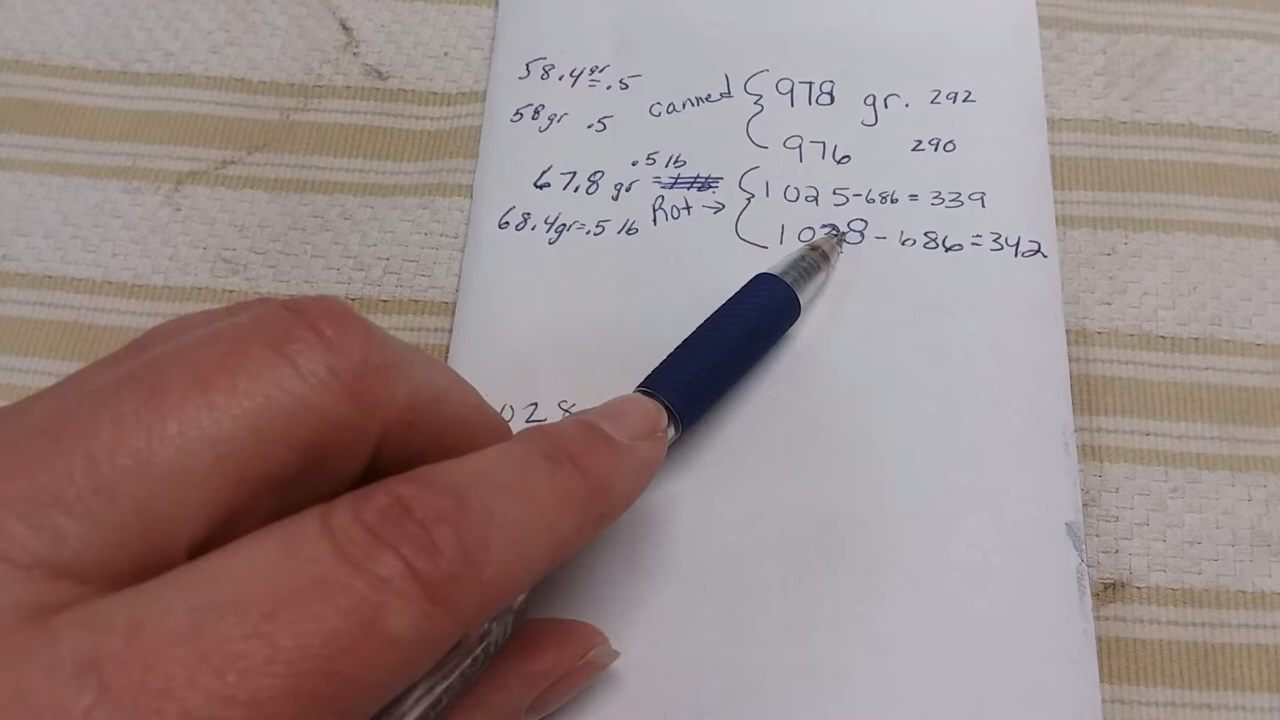 58.4gr = .5
58gr .5
canned { 978 gr. 292
976 290
.5 lb
67.8 gr =
Rot → { 1025-686 = 339
68.4gr=.5 lb
1028 - 686 = 342
028